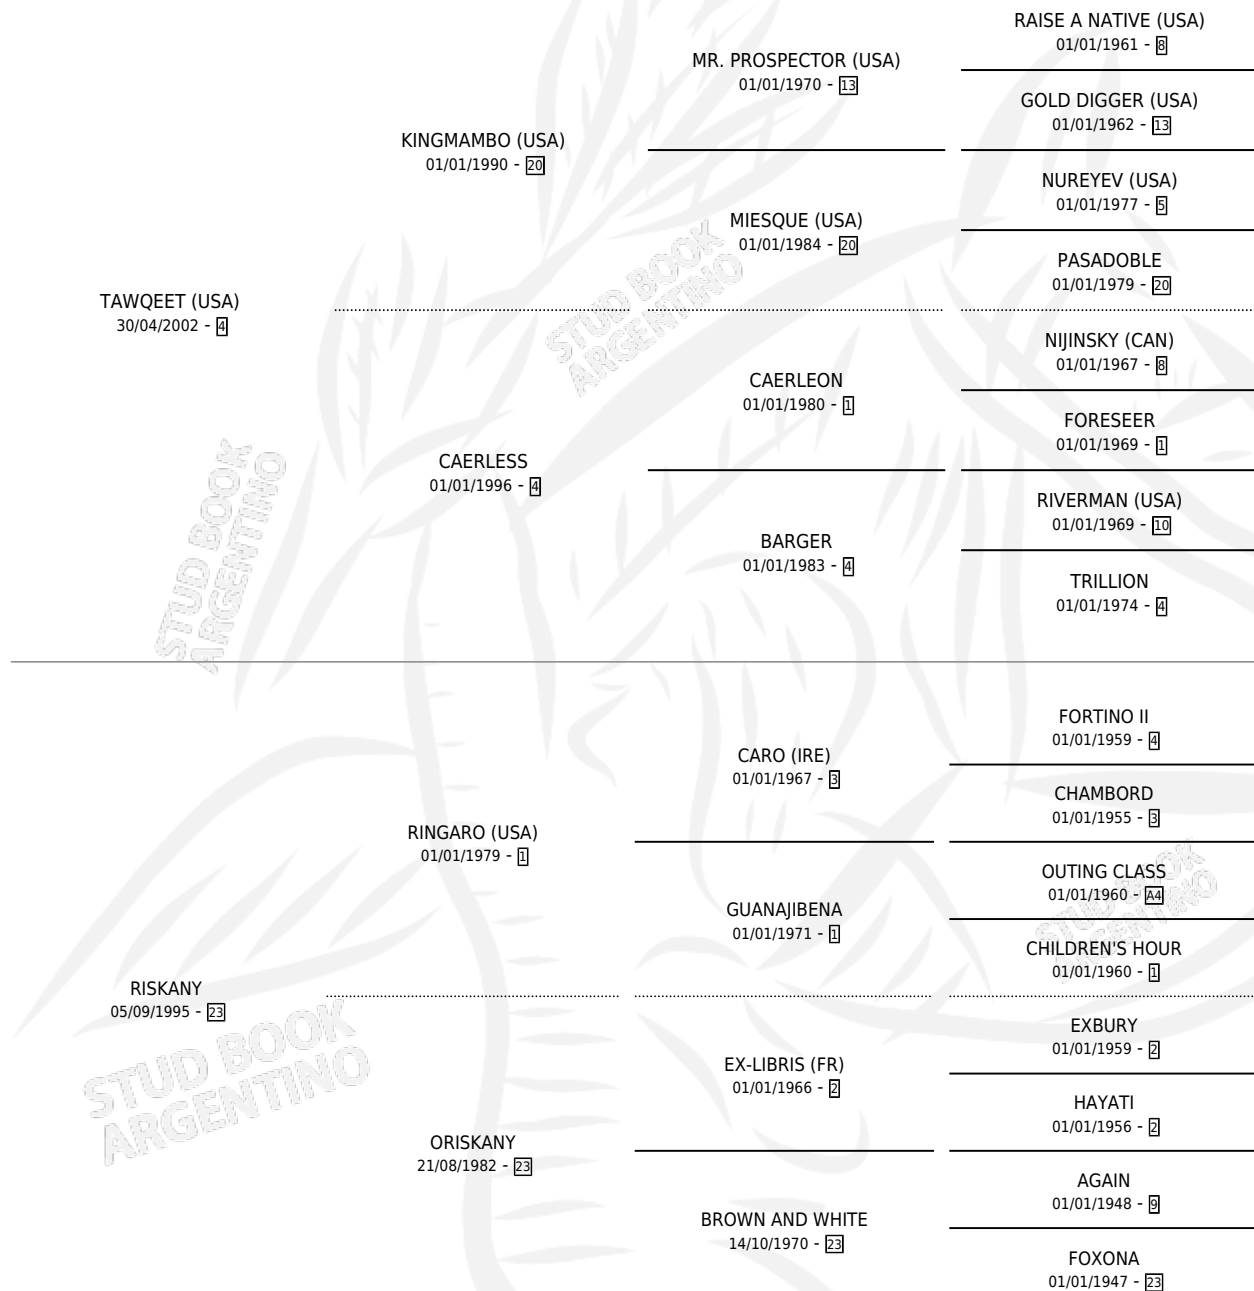 TAWQEET (USA)
30/04/2002 - 4
KINGMAMBO (USA)
01/01/1990 - 20
MR. PROSPECTOR (USA)
01/01/1970 - 13
RAISE A NATIVE (USA)
01/01/1961 - 8
GOLD DIGGER (USA)
01/01/1962 - 13
MIESQUE (USA)
01/01/1984 - 20
NUREYEV (USA)
01/01/1977 - 5
PASADOBLE
01/01/1979 - 20
CAERLESS
01/01/1996 - 4
CAERLEON
01/01/1980 - 1
NIJINSKY (CAN)
01/01/1967 - 8
FORESEER
01/01/1969 - 1
BARGER
01/01/1983 - 4
RIVERMAN (USA)
01/01/1969 - 10
TRILLION
01/01/1974 - 4
RISKANY
05/09/1995 - 23
RINGARO (USA)
01/01/1979 - 1
CARO (IRE)
01/01/1967 - 3
FORTINO II
01/01/1959 - 4
CHAMBORD
01/01/1955 - 3
GUANAJIBENA
01/01/1971 - 1
OUTING CLASS
01/01/1960 - A4
CHILDREN'S HOUR
01/01/1960 - 1
ORISKANY
21/08/1982 - 23
EX-LIBRIS (FR)
01/01/1966 - 2
EXBURY
01/01/1959 - 2
HAYATI
01/01/1956 - 2
BROWN AND WHITE
14/10/1970 - 23
AGAIN
01/01/1948 - 9
FOXONA
01/01/1947 - 23
STUD BOOK
ARGENTINO
STUD BOOK
ARGENTINO
STUD BOOK
ARGENTINO
STUD BOOK
ARGENTINO